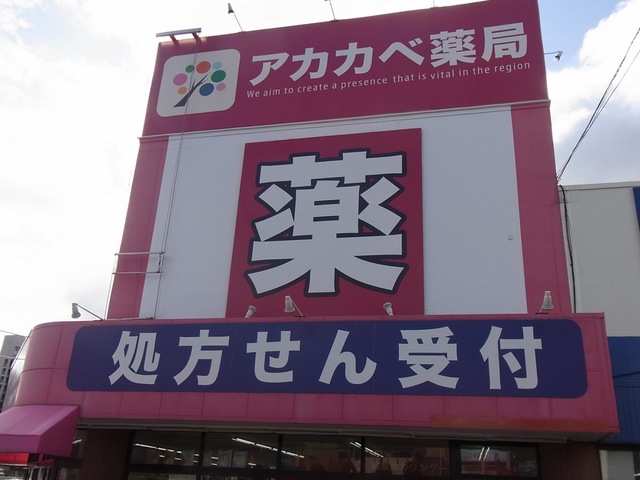 アカカベ薬局
We aim to create a presence that is vital in the region
薬
処方せん受付